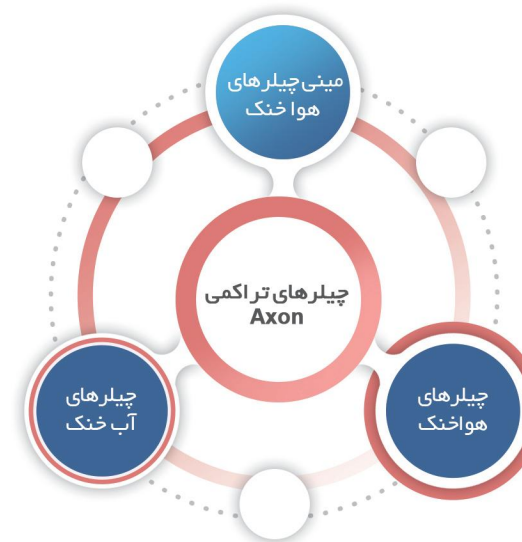 مینی چیلرهای
هوا خنک
چیلرهای تراکمی
Axon
چیلرهای
هواخنک
چیلرهای
آب خنک